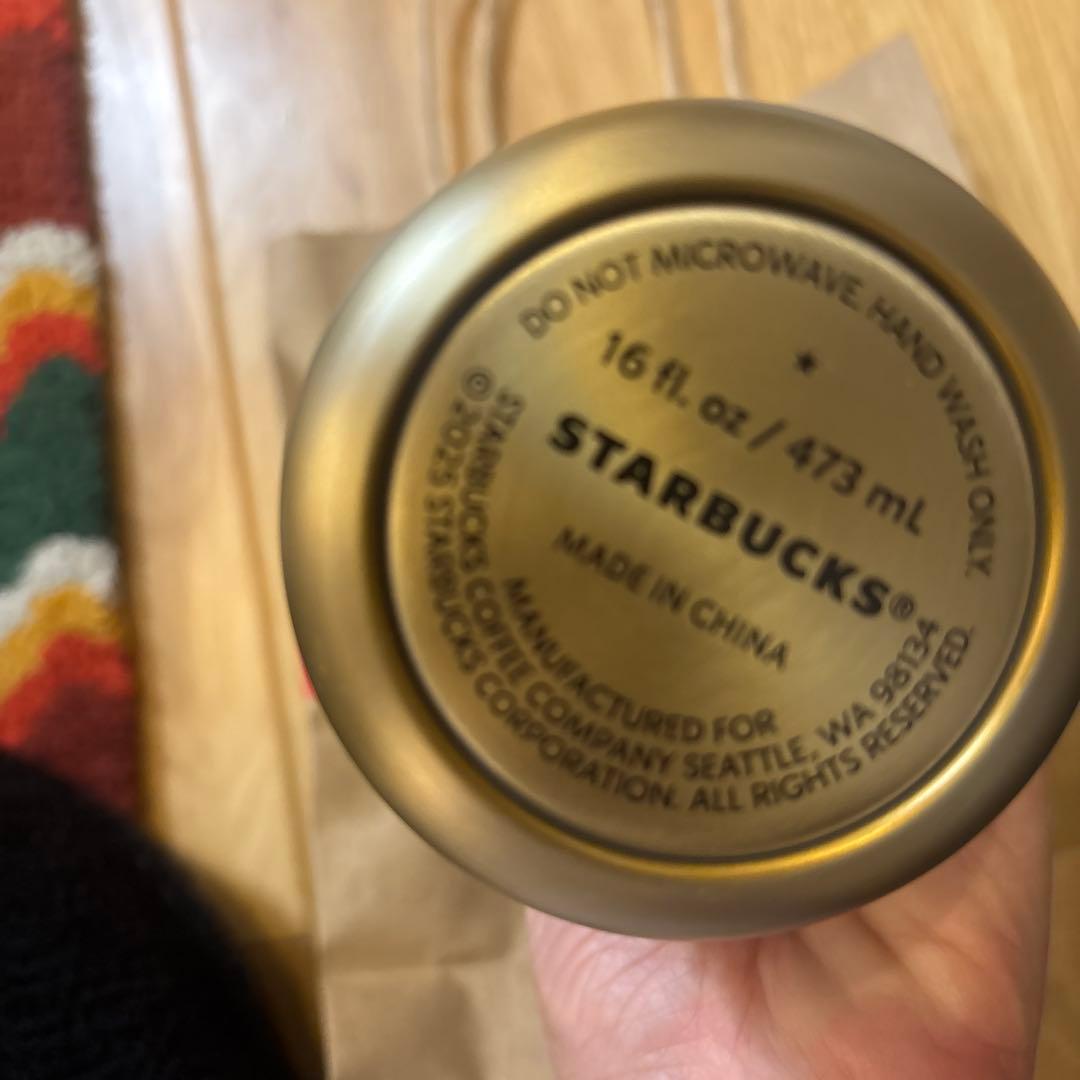 DO NOT MICROWAVE, HAND WASH ONLY.
16 fl. oz / 473 mL
STARBUCKS®
MADE IN CHINA
MANUFACTURED FOR
STARBUCKS COFFEE COMPANY SEATTLE, WA 98134
© 2025 STARBUCKS CORPORATION. ALL RIGHTS RESERVED.